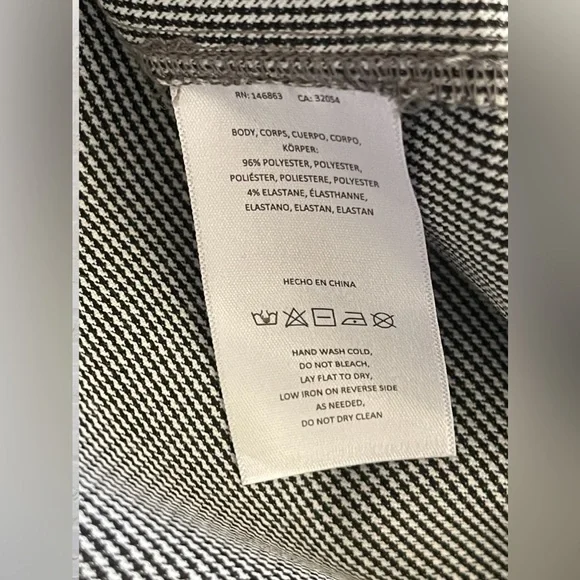 RN: 146863 CA: 32054
BODY, CORPS, CUERPO, CORPO,
KÖRPER:
96% POLYESTER, POLYESTER,
POLIÉSTER, POLIESTERE, POLYESTER
4% ELASTANE, ÉLASTHANNE,
ELASTANO, ELASTAN, ELASTAN
HECHO EN CHINA
HAND WASH COLD,
DO NOT BLEACH,
LAY FLAT TO DRY,
LOW IRON ON REVERSE SIDE
AS NEEDED,
DO NOT DRY CLEAN